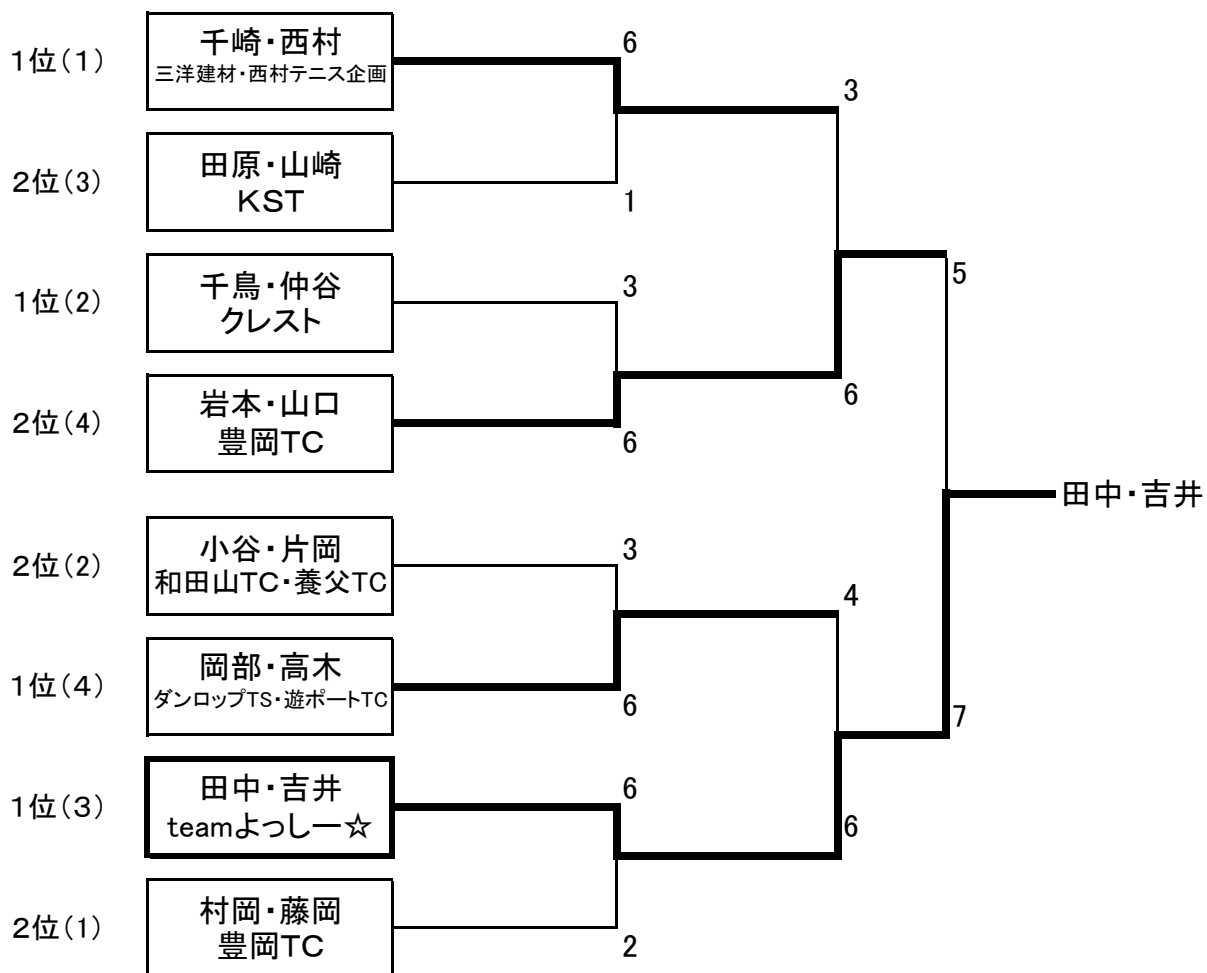 1位(1)
千崎・西村
三洋建材・西村テニス企画
6
3
2位(3)
田原・山崎
KST
1
1位(2)
千鳥・仲谷
クレスト
3
5
2位(4)
岩本・山口
豊岡TC
6
6
田中・吉井
2位(2)
小谷・片岡
和田山TC・養父TC
3
4
1位(4)
岡部・高木
ダンロップTS・遊ポートTC
6
7
1位(3)
田中・吉井
teamよっしー☆
6
6
2位(1)
村岡・藤岡
豊岡TC
2